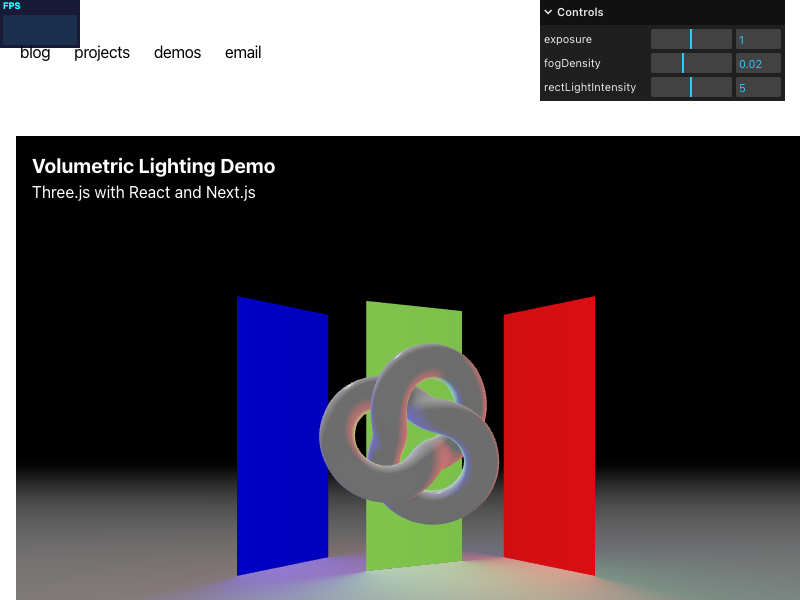 FPS
blog projects demos email
Controls
exposure 1
fogDensity 0.02
rectLightIntensity 5
Volumetric Lighting Demo
Three.js with React and Next.js